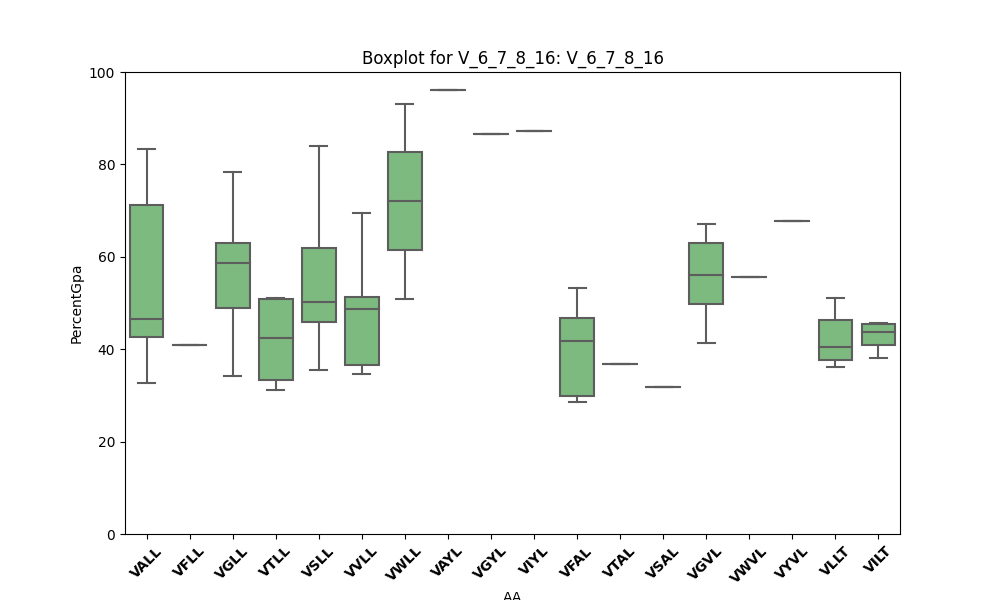 Boxplot for V_6_7_8_16: V_6_7_8_16
100
80
60
40
20
0
PercentGpa
VALL VFLL VGLL VTLL VSLL VVLL VWLL VAYL VGYL VIYL VFAL VTAL VSAL VGVL VWVL VYVL VLLT VILT
AA